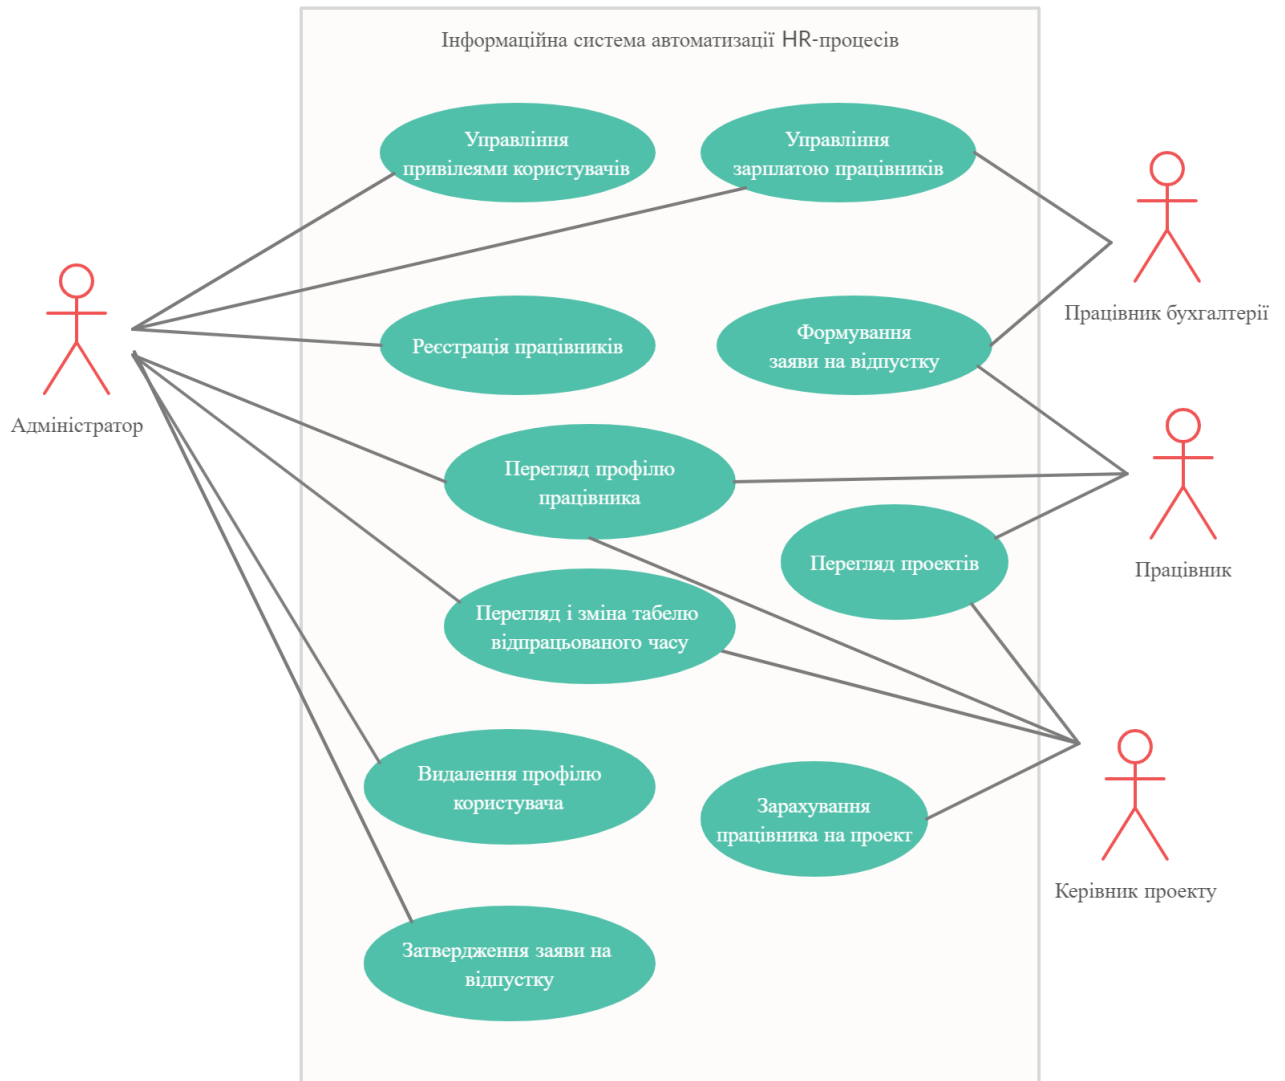 Інформаційна система автоматизації HR-процесів
Управління
привілеями користувачів
Управління
зарплатою працівників
Працівник бухгалтерії
Реєстрація працівників
Формування
заяви на відпустку
Адміністратор
Перегляд профілю
працівника
Перегляд проектів
Працівник
Перегляд і зміна табелю
відпрацьованого часу
Видалення профілю
користувача
Зарахування
працівника на проект
Керівник проекту
Затвердження заяви на
відпустку